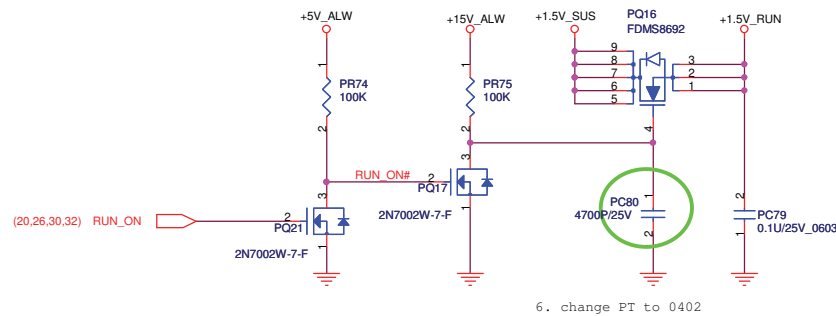 +5V_ALW
+15V_ALW
+1.5V_SUS
PQ16
FDMS8692
+1.5V_RUN
1
PR74
100K
2
1
PR75
100K
2
9
8
7
6
5
3
2
1
4
3
RUN_ON#
2
PQ17
3
1
2N7002W-7-F
(20,26,30,32) RUN_ON
2
PQ21
3
1
2N7002W-7-F
1
PC80
4700P/25V
2
2
PC79
0.1U/25V_0603
1
6. change PT to 0402